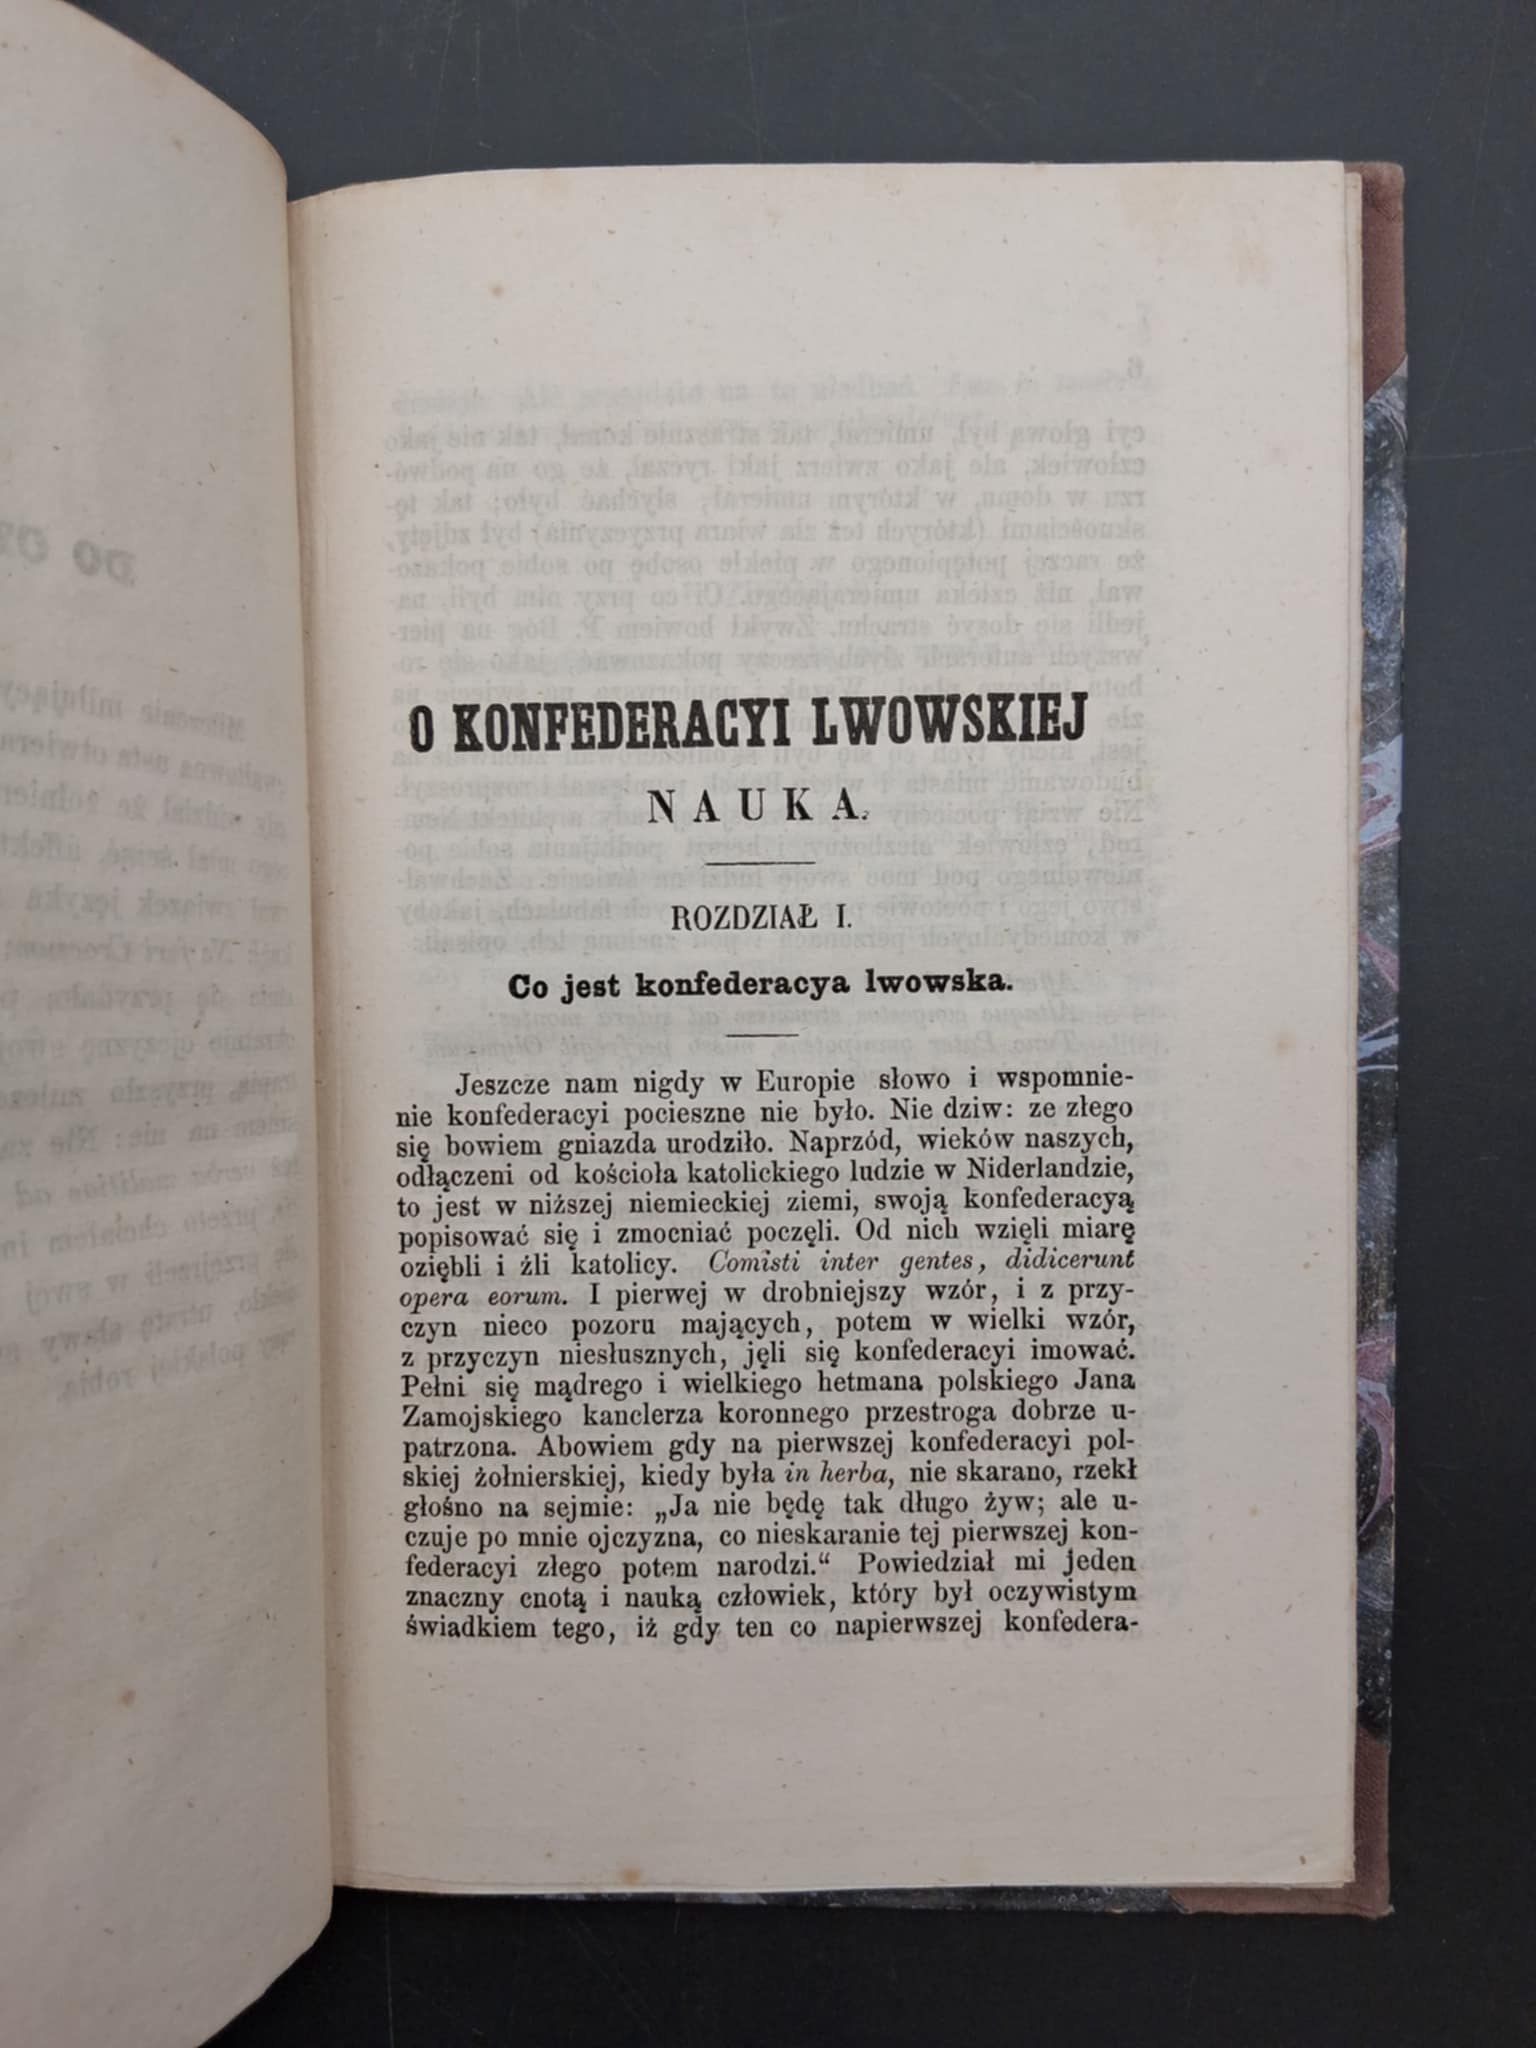 O KONFEDERACYI LWOWSKIEJ
NAUKA.
ROZDZIAŁ I.
Co jest konfederacya lwowska.
Jeszcze nam nigdy w Europie słowo i wspomnie-
nie konfederacyi pocieszne nie było. Nie dziw: ze złego
się bowiem gniazda urodziło. Naprzód, wieków naszych,
odłączeni od kościoła katolickiego ludzie w Niderlandzie,
to jest w niższej niemieckiej ziemi, swoją konfederacyą
popisować się i zmocniać poczęli. Od nich wzięli miarę
oziębli i źli katolicy. Comisti inter gentes, didicerunt
opera eorum. I pierwej w drobniejszy wzór, i z przy-
czyn nieco pozoru mających, potem w wielki wzór,
z przyczyn niesłusznych, jęli się konfederacyi imować.
Pełni się mądrego i wielkiego hetmana polskiego Jana
Zamojskiego kanclerza koronnego przestroga dobrze u-
patrzona. Abowiem gdy na pierwszej konfederacyi pol-
skiej żołnierskiej, kiedy była in herba, nie skarano, rzekł
głośno na sejmie: „Ja nie będę tak długo żyw; ale u-
czuje po mnie ojczyzna, co nieskaranie tej pierwszej kon-
federacyi złego potem narodzi.“ Powiedział mi jeden
znaczny cnotą i nauką człowiek, który był oczywistym
świadkiem tego, iż gdy ten co napierwszej konfedera-